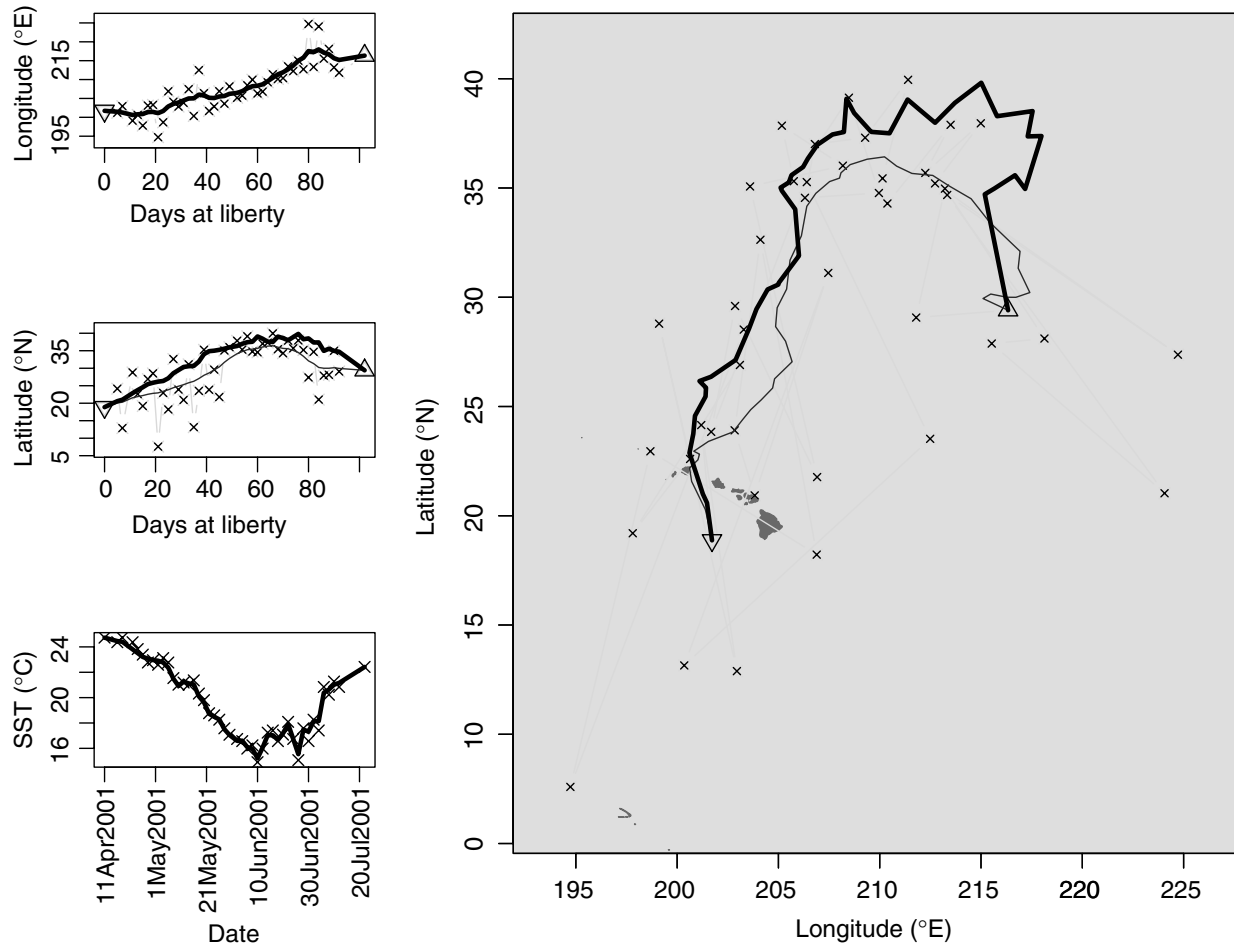 Longitude (°E)
195
215
0 20 40 60 80
Days at liberty
Latitude (°N)
5
20
35
0 20 40 60 80
Days at liberty
SST (°C)
16
20
24
11Apr2001
1May2001
21May2001
10Jun2001
30Jun2001
20Jul2001
Date
Latitude (°N)
40
35
30
25
20
15
10
5
0
195 200 205 210 215 220 225
Longitude (°E)